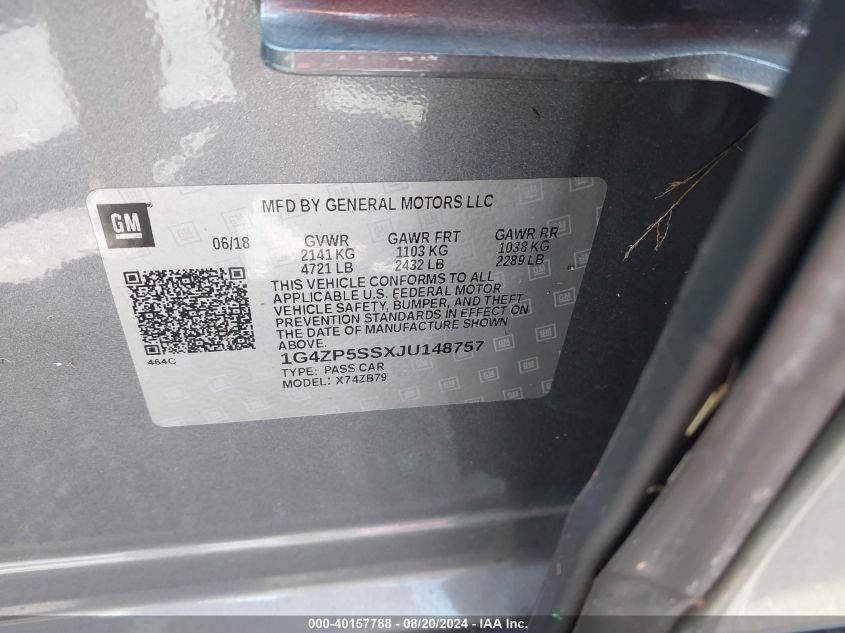 MFD BY GENERAL MOTORS LLC
GM
06/18 GVWR GAWR FRT GAWR RR
2141 KG 1103 KG 1038 KG
4721 LB 2432 LB 2289 LB
THIS VEHICLE CONFORMS TO ALL
APPLICABLE U.S. FEDERAL MOTOR
VEHICLE SAFETY, BUMPER, AND THEFT
PREVENTION STANDARDS IN EFFECT ON
THE DATE OF MANUFACTURE SHOWN
ABOVE.
464C
1G4ZP5SSXJU148757
TYPE: PASS CAR
MODEL: X74ZB79
000-40157788 - 08/20/2024 - IAA Inc.